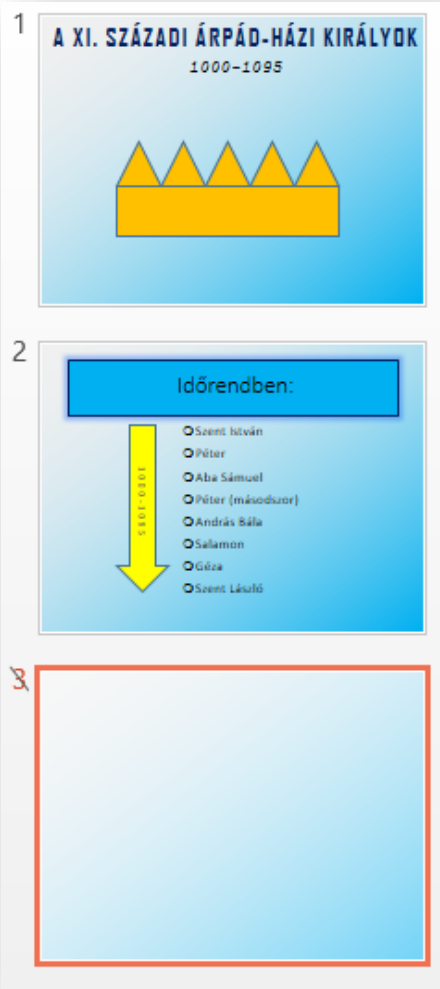 1
A XI. SZÁZADI ÁRPÁD-HÁZI KIRÁLYOK
1000-1095
2
Időrendben:
1000-1095
Szent István
Péter
Aba Sámuel
Péter (másodszor)
András Béla
Salamon
Géza
Szent László
3